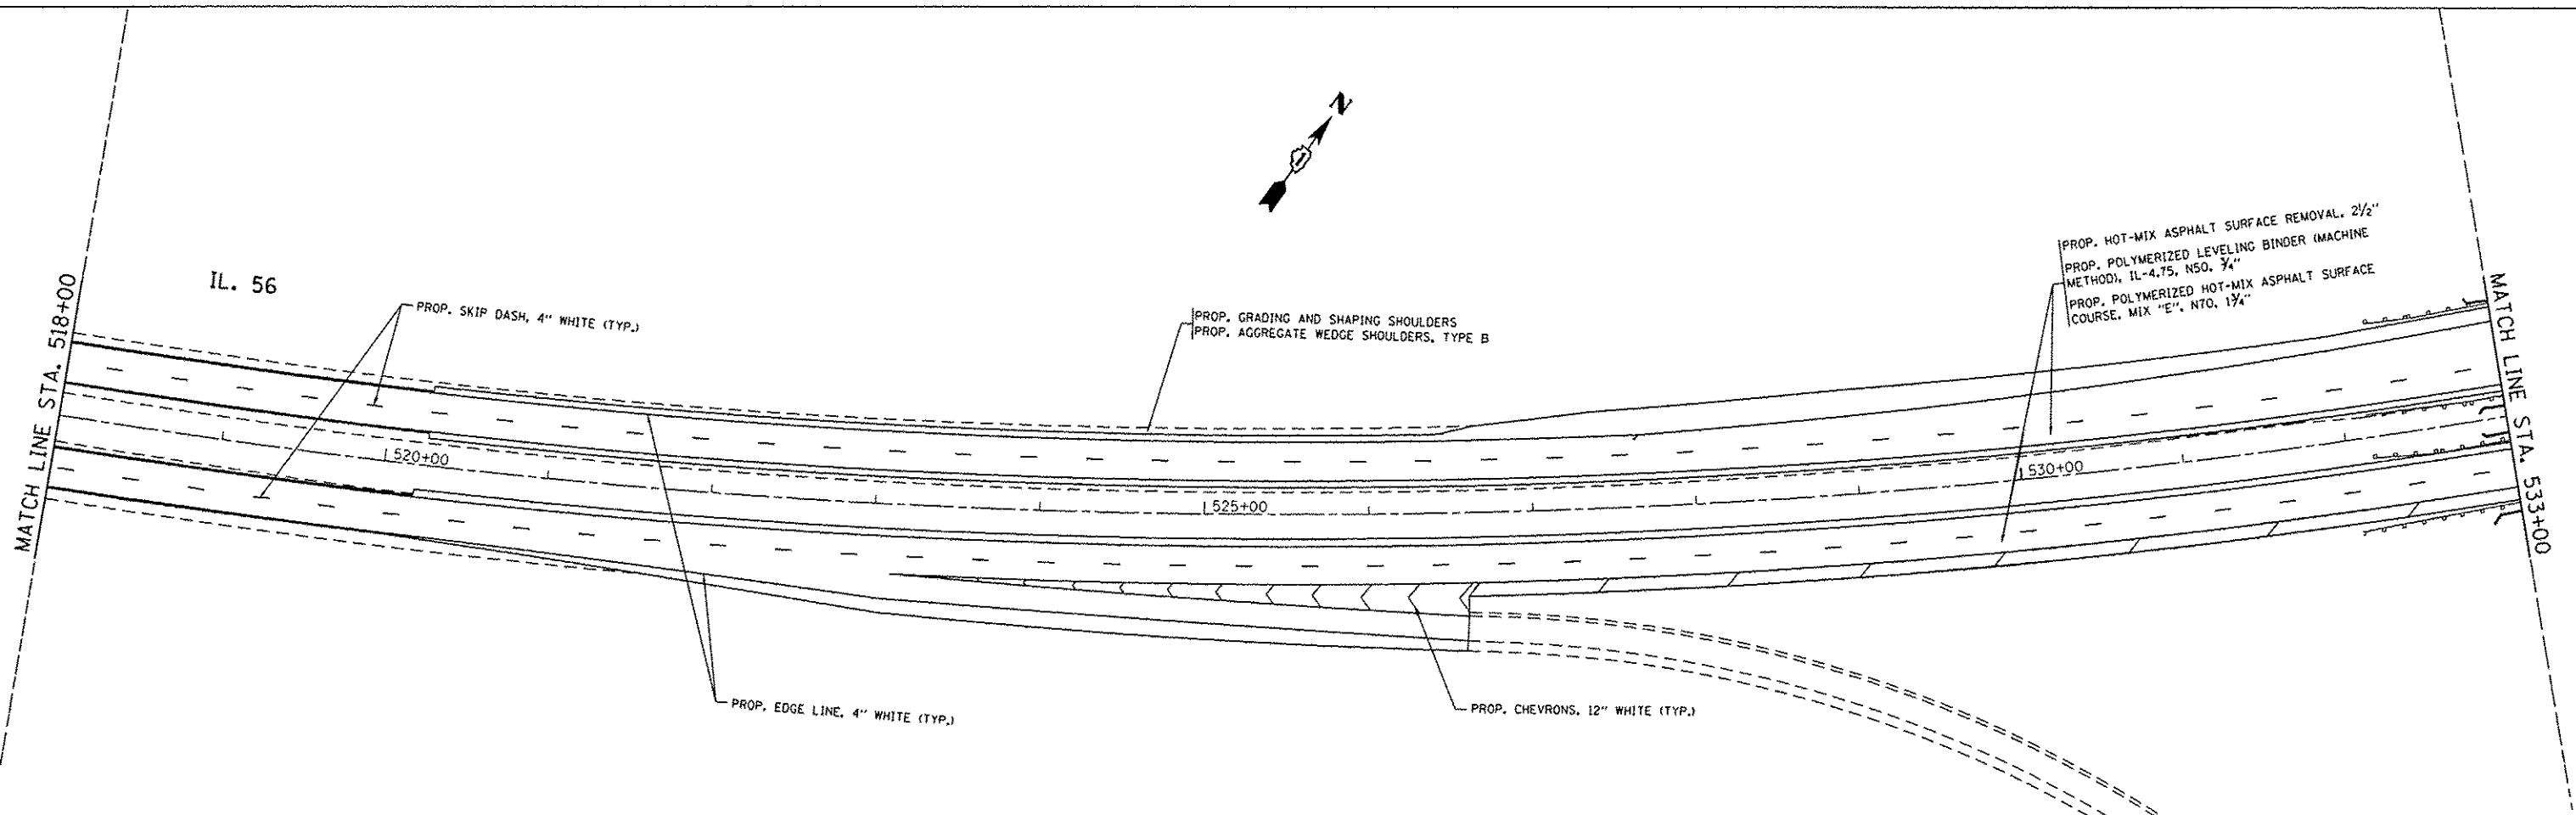 N
IL. 56
MATCH LINE STA. 518+00
PROP. SKIP DASH, 4" WHITE (TYP.)
PROP. GRADING AND SHAPING SHOULDERS
PROP. AGGREGATE WEDGE SHOULDERS, TYPE B
PROP. HOT-MIX ASPHALT SURFACE REMOVAL, 2½"
PROP. POLYMERIZED LEVELING BINDER (MACHINE
METHOD), IL-4.75, N50, ¾"
PROP. POLYMERIZED HOT-MIX ASPHALT SURFACE
COURSE, MIX "E", N70, 1¾"
MATCH LINE STA. 533+00
520+00
525+00
530+00
PROP. EDGE LINE, 4" WHITE (TYP.)
PROP. CHEVRONS, 12" WHITE (TYP.)